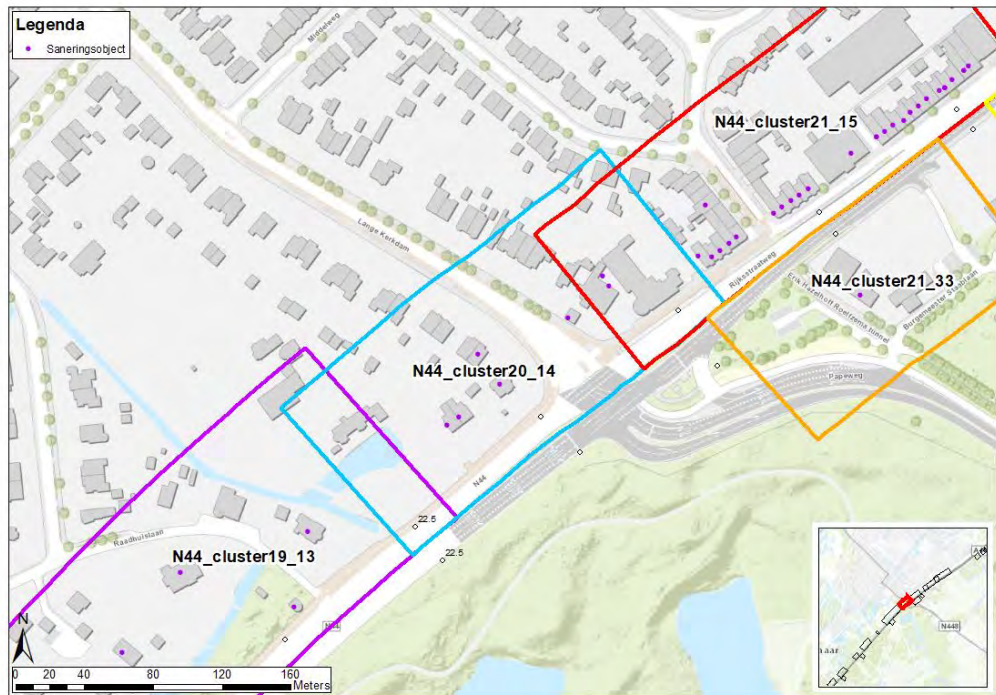 Legenda
Saneringsobject
Middelweg
N44_cluster21_15
Lange Kerkdam
Rijksstraatweg
N44_cluster21_33
Erik Hazelhoff Roelfzema tunnel
Burgemeester Staablaan
N44_cluster20_14
Papeweg
N44
22.5
22.5
Raadhuislaan
N44_cluster19_13
N
N44
0 20 40 80 120 160
Meters
N448